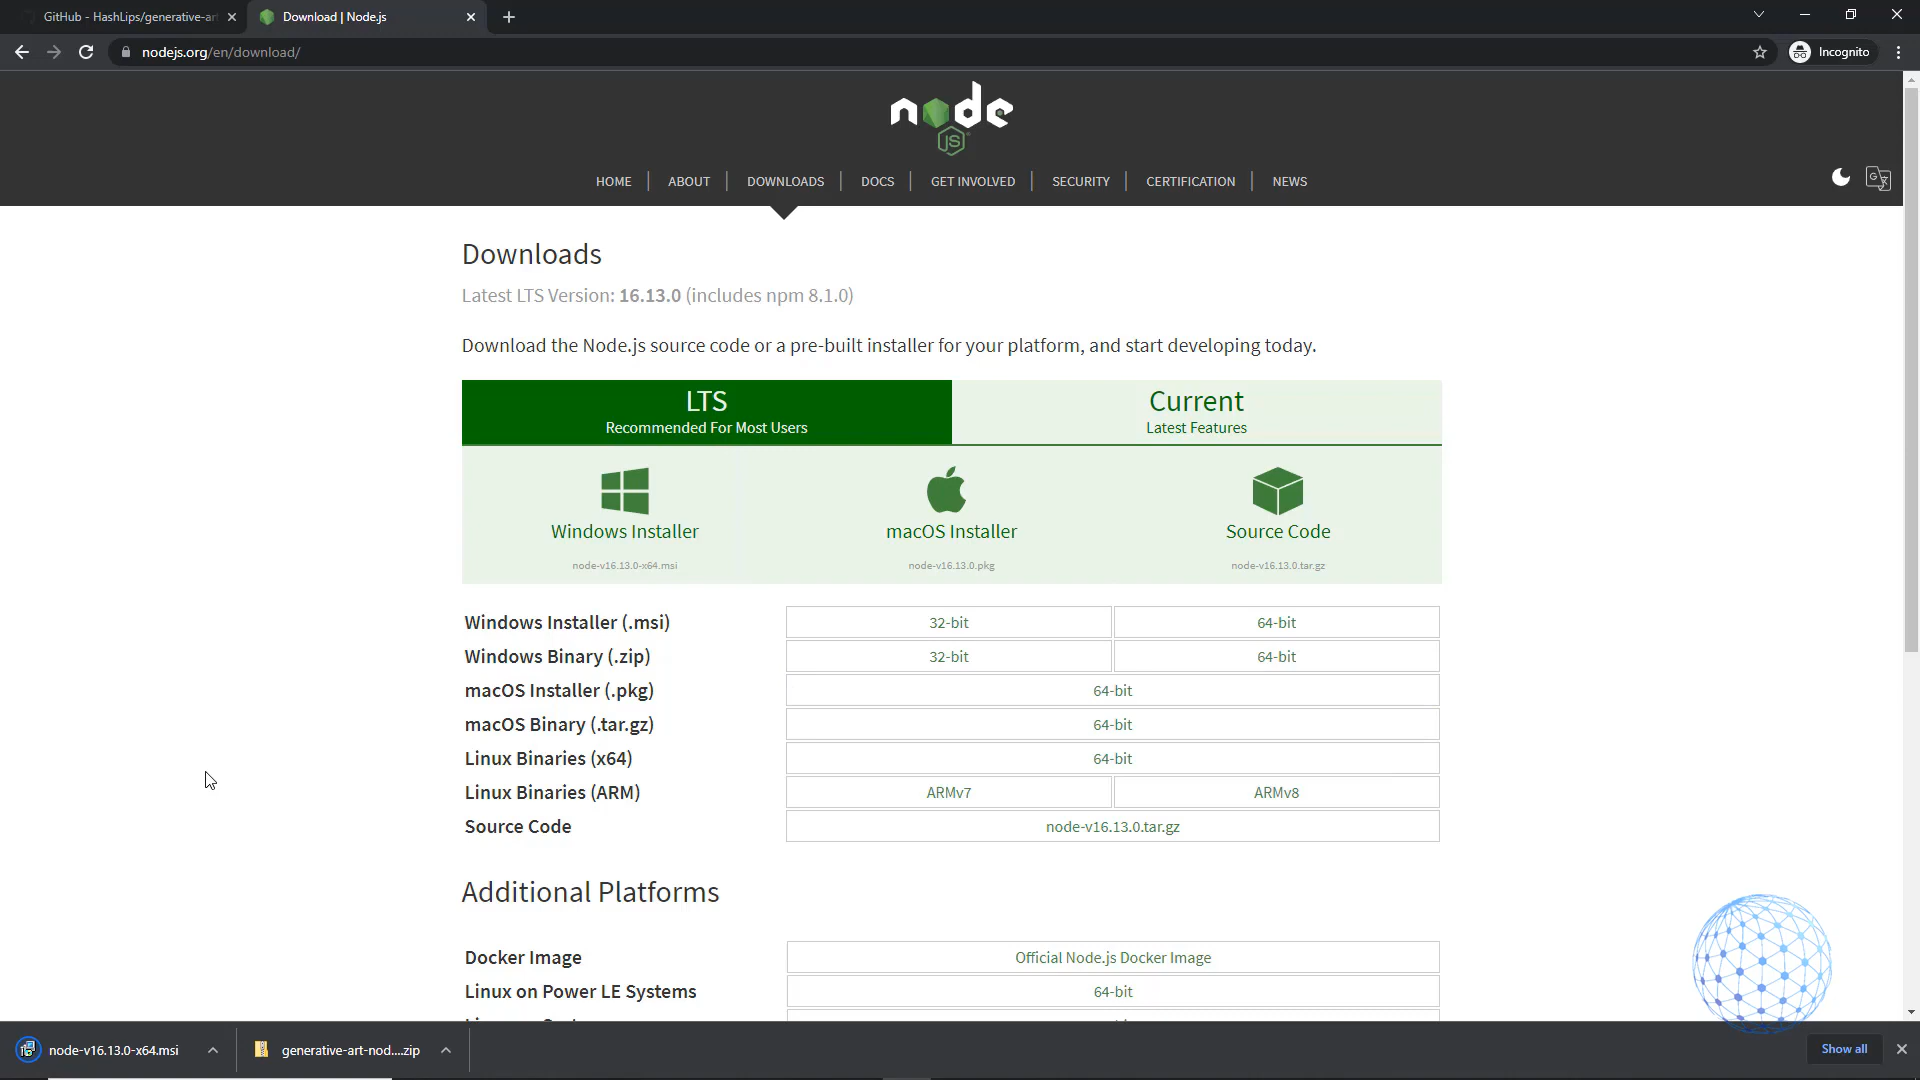 GitHub - HashLips/generative-ar
Download | Node.js
nodejs.org/en/download/
Incognito
node
JS
HOME
ABOUT
DOWNLOADS
DOCS
GET INVOLVED
SECURITY
CERTIFICATION
NEWS
Downloads
Latest LTS Version: 16.13.0 (includes npm 8.1.0)
Download the Node.js source code or a pre-built installer for your platform, and start developing today.
LTS
Recommended For Most Users
Current
Latest Features
Windows Installer
node-v16.13.0-x64.msi
macOS Installer
node-v16.13.0.pkg
Source Code
node-v16.13.0.tar.gz
Windows Installer (.msi) 32-bit 64-bit
Windows Binary (.zip) 32-bit 64-bit
macOS Installer (.pkg) 64-bit
macOS Binary (.tar.gz) 64-bit
Linux Binaries (x64) 64-bit
Linux Binaries (ARM) ARMv7 ARMv8
Source Code node-v16.13.0.tar.gz
Additional Platforms
Docker Image Official Node.js Docker Image
Linux on Power LE Systems 64-bit
node-v16.13.0-x64.msi
generative-art-nod....zip
Show all